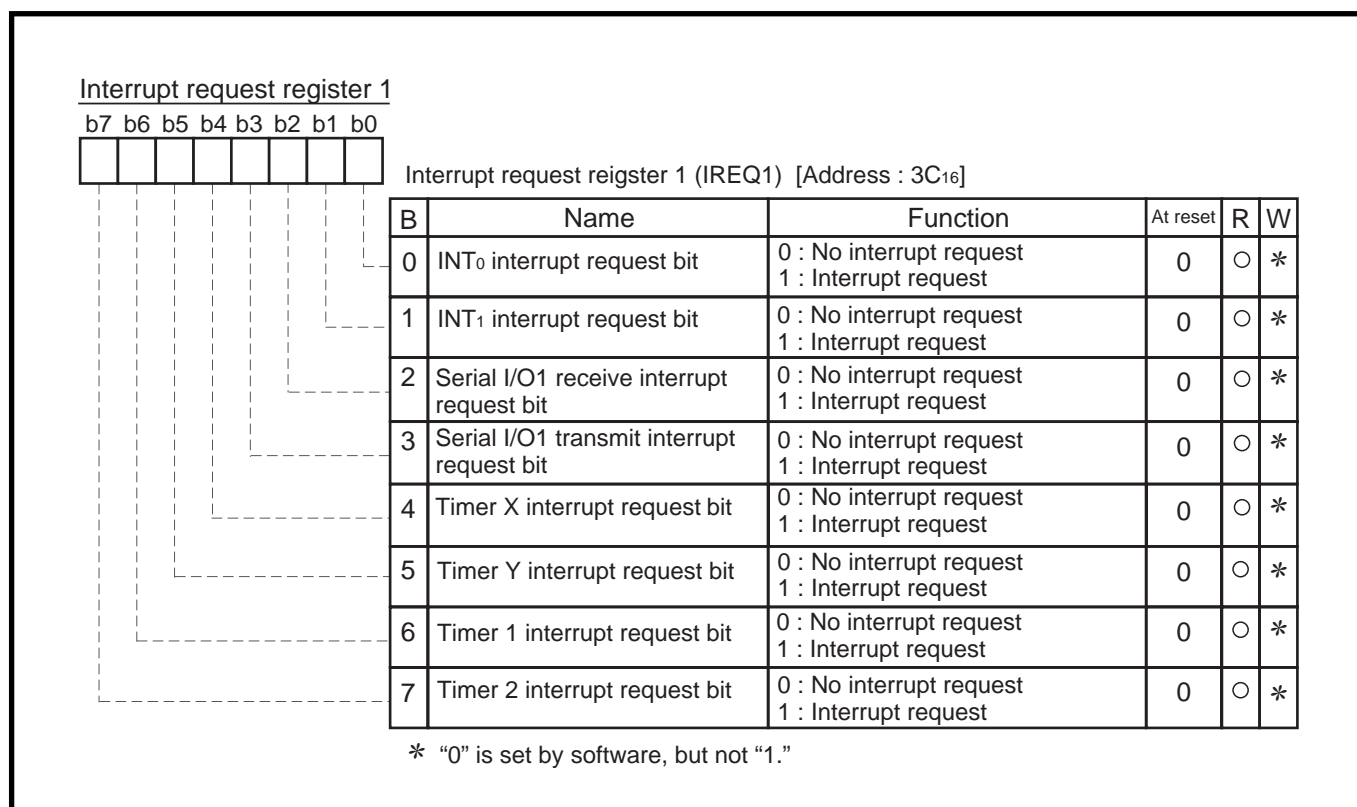 Interrupt request register 1
b7 b6 b5 b4 b3 b2 b1 b0
Interrupt request reigster 1 (IREQ1) [Address : 3C16]
B Name Function At reset R W
0 INT0 interrupt request bit 0 : No interrupt request 0 ○ *
1 : Interrupt request
1 INT1 interrupt request bit 0 : No interrupt request 0 ○ *
1 : Interrupt request
2 Serial I/O1 receive interrupt 0 : No interrupt request 0 ○ *
request bit 1 : Interrupt request
3 Serial I/O1 transmit interrupt 0 : No interrupt request 0 ○ *
request bit 1 : Interrupt request
4 Timer X interrupt request bit 0 : No interrupt request 0 ○ *
1 : Interrupt request
5 Timer Y interrupt request bit 0 : No interrupt request 0 ○ *
1 : Interrupt request
6 Timer 1 interrupt request bit 0 : No interrupt request 0 ○ *
1 : Interrupt request
7 Timer 2 interrupt request bit 0 : No interrupt request 0 ○ *
1 : Interrupt request
* “0” is set by software, but not “1.”